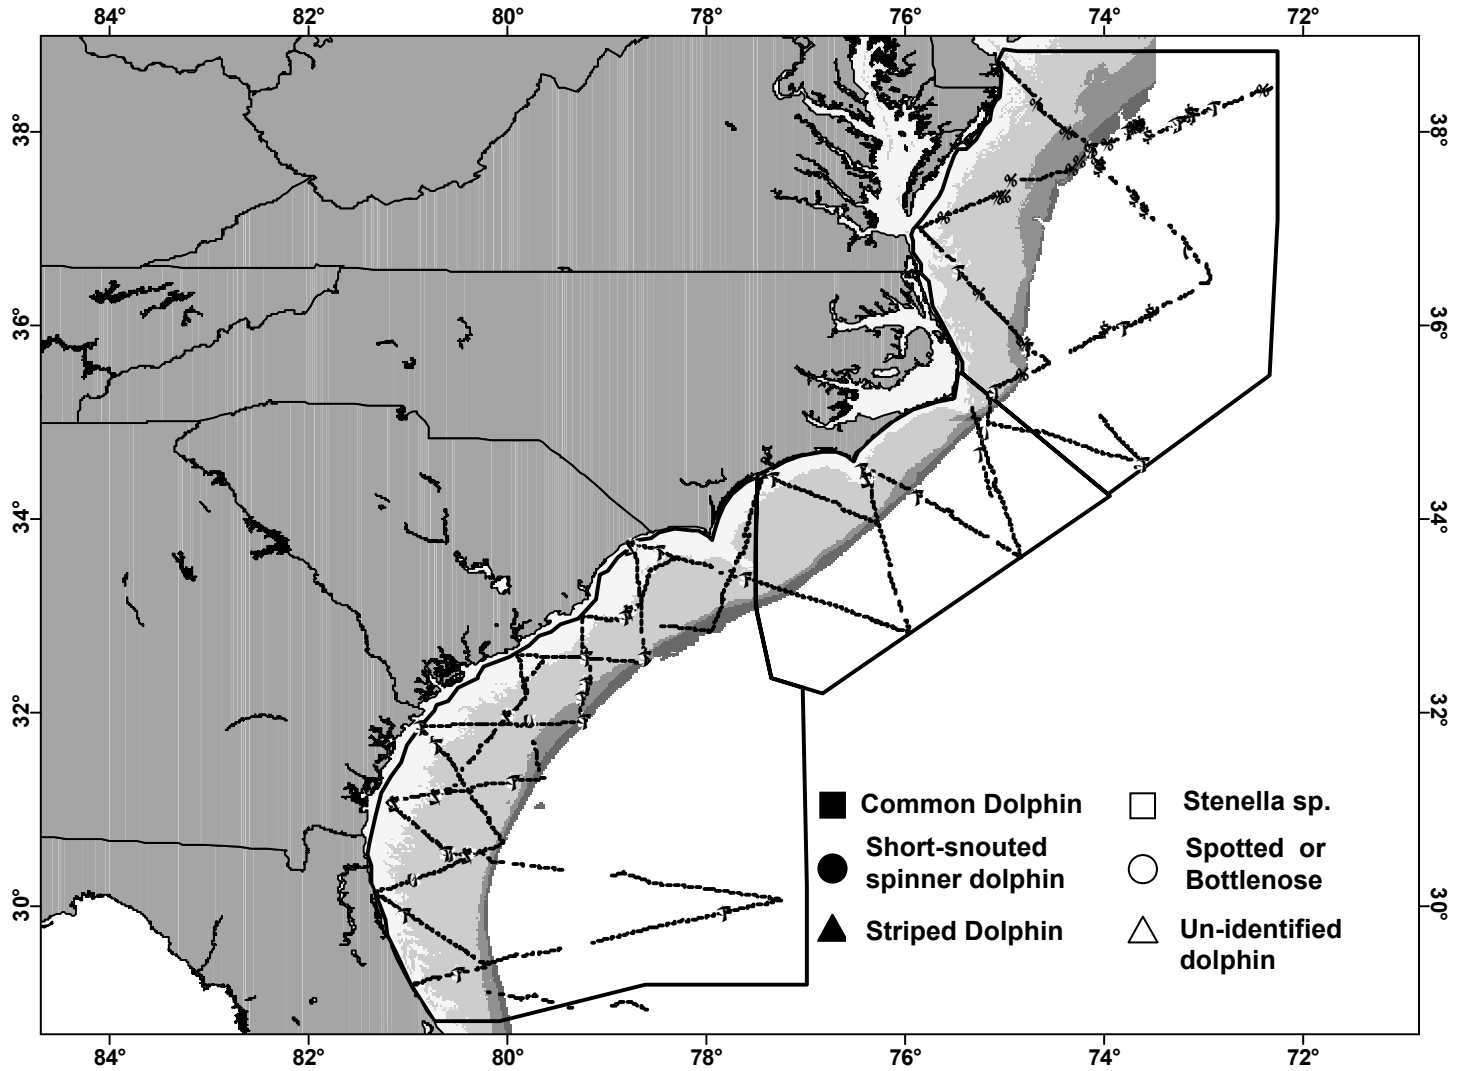 84° 82° 80° 78° 76° 74° 72°
38° 38°
36° 36°
34° 34°
32° 32°
30° 30°
Common Dolphin
Stenella sp.
Short-snouted
spinner dolphin
Spotted or
Bottlenose
Striped Dolphin
Un-identified
dolphin
84° 82° 80° 78° 76° 74° 72°